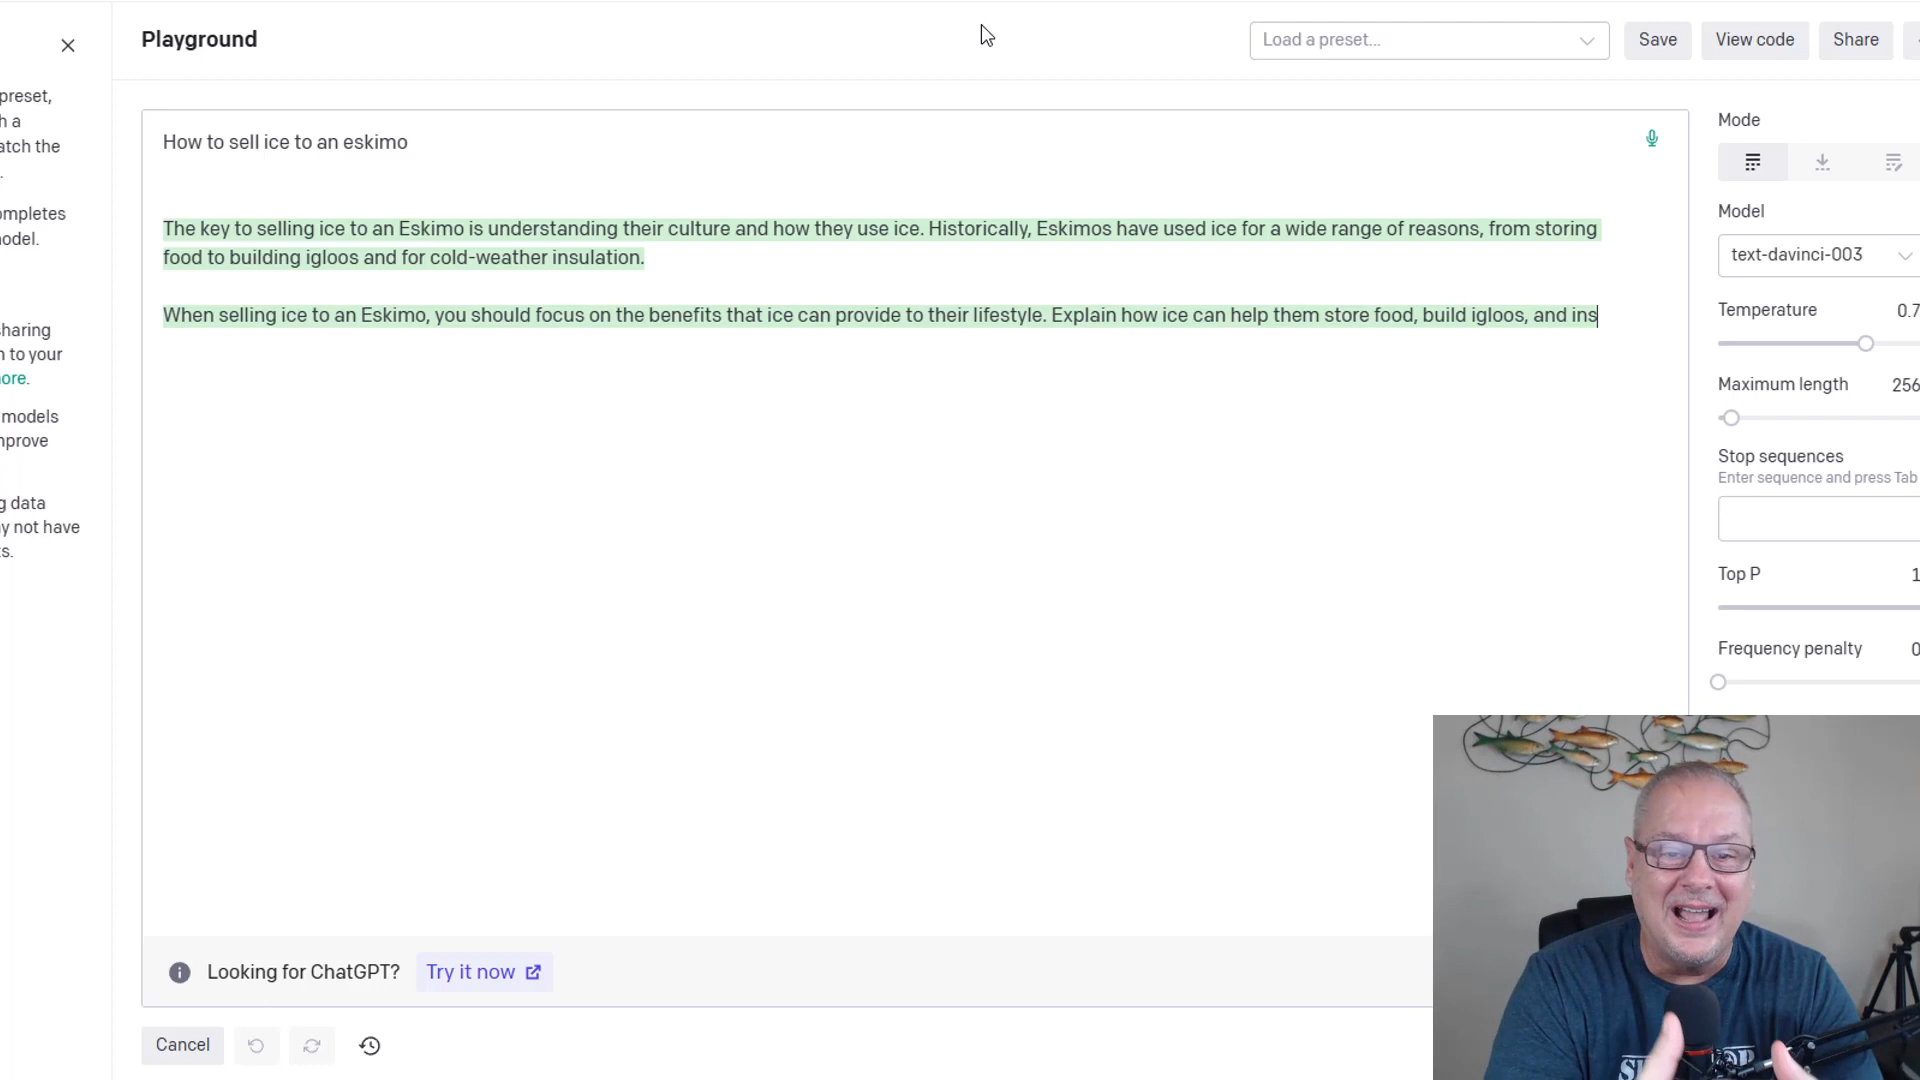 Playground
Load a preset...
Save
View code
Share
preset,
h a
atch the
.
ompletes
odel.
sharing
n to your
ore.
models
nprove
g data
y not have
s.
How to sell ice to an eskimo
The key to selling ice to an Eskimo is understanding their culture and how they use ice. Historically, Eskimos have used ice for a wide range of reasons, from storing
food to building igloos and for cold-weather insulation.
When selling ice to an Eskimo, you should focus on the benefits that ice can provide to their lifestyle. Explain how ice can help them store food, build igloos, and ins
Looking for ChatGPT? Try it now
Cancel
Mode
Model
text-davinci-003
Temperature 0.7
Maximum length 256
Stop sequences
Enter sequence and press Tab
Top P 1
Frequency penalty 0